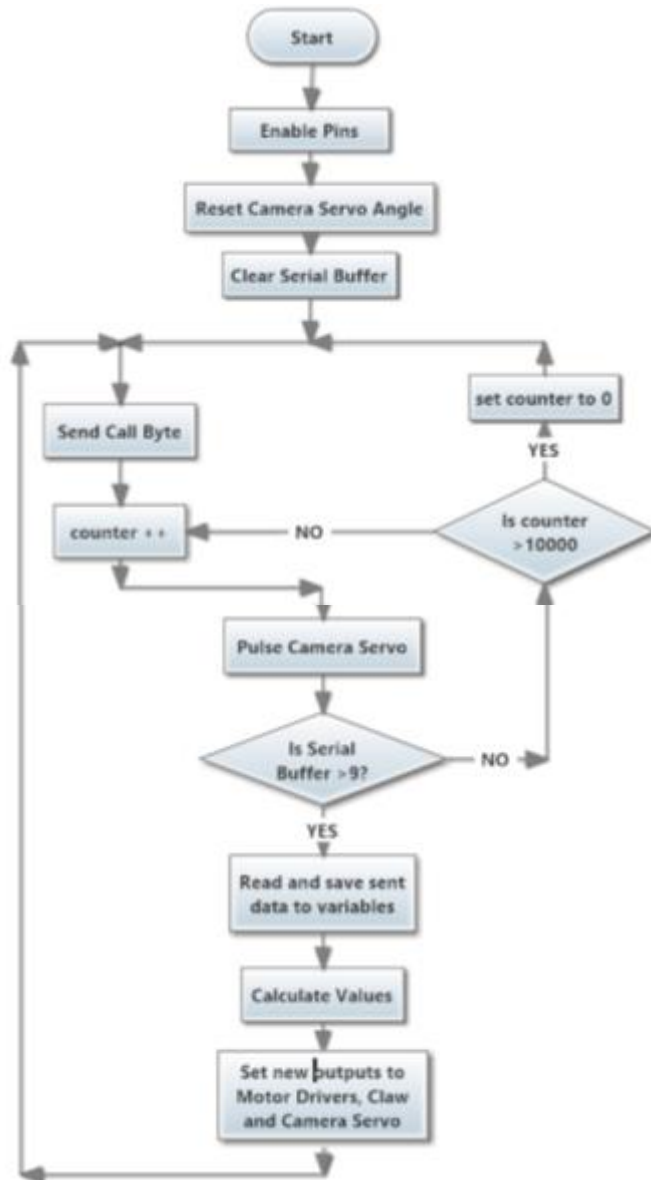 Start
Enable Pins
Reset Camera Servo Angle
Clear Serial Buffer
set counter to 0
Send Call Byte
YES
counter ++
NO
Is counter
>10000
Pulse Camera Servo
Is Serial
Buffer >9?
NO
YES
Read and save sent
data to variables
Calculate Values
Set new outputs to
Motor Drivers, Claw
and Camera Servo